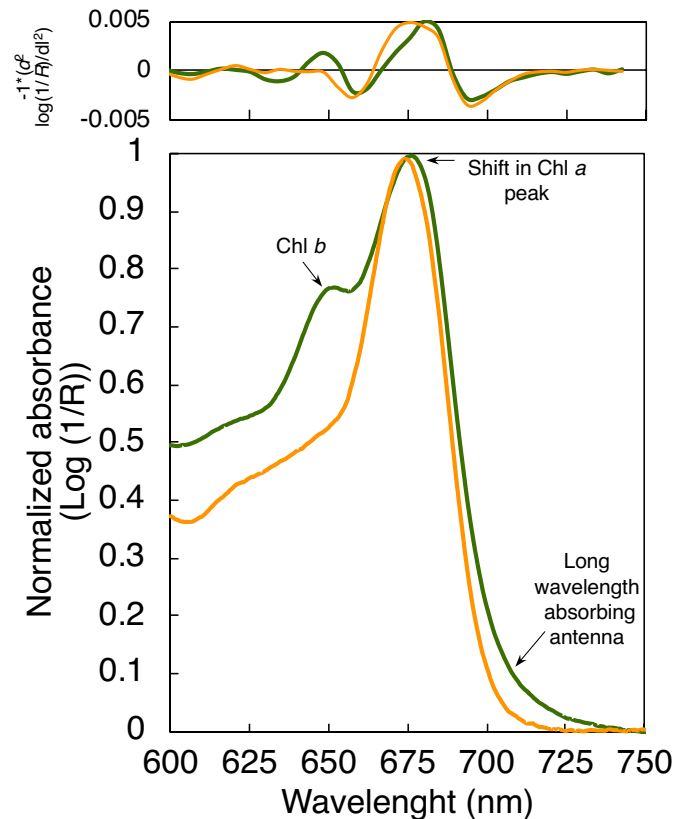 0.005
0
-0.005
-1*(d²
log(1/R)/dl²)
1
0.9
0.8
0.7
0.6
0.5
0.4
0.3
0.2
0.1
0
Normalized absorbance
(Log (1/R))
Shift in Chl a
peak
Chl b
Long
wavelength
absorbing
antenna
600 625 650 675 700 725 750
Wavelenght (nm)